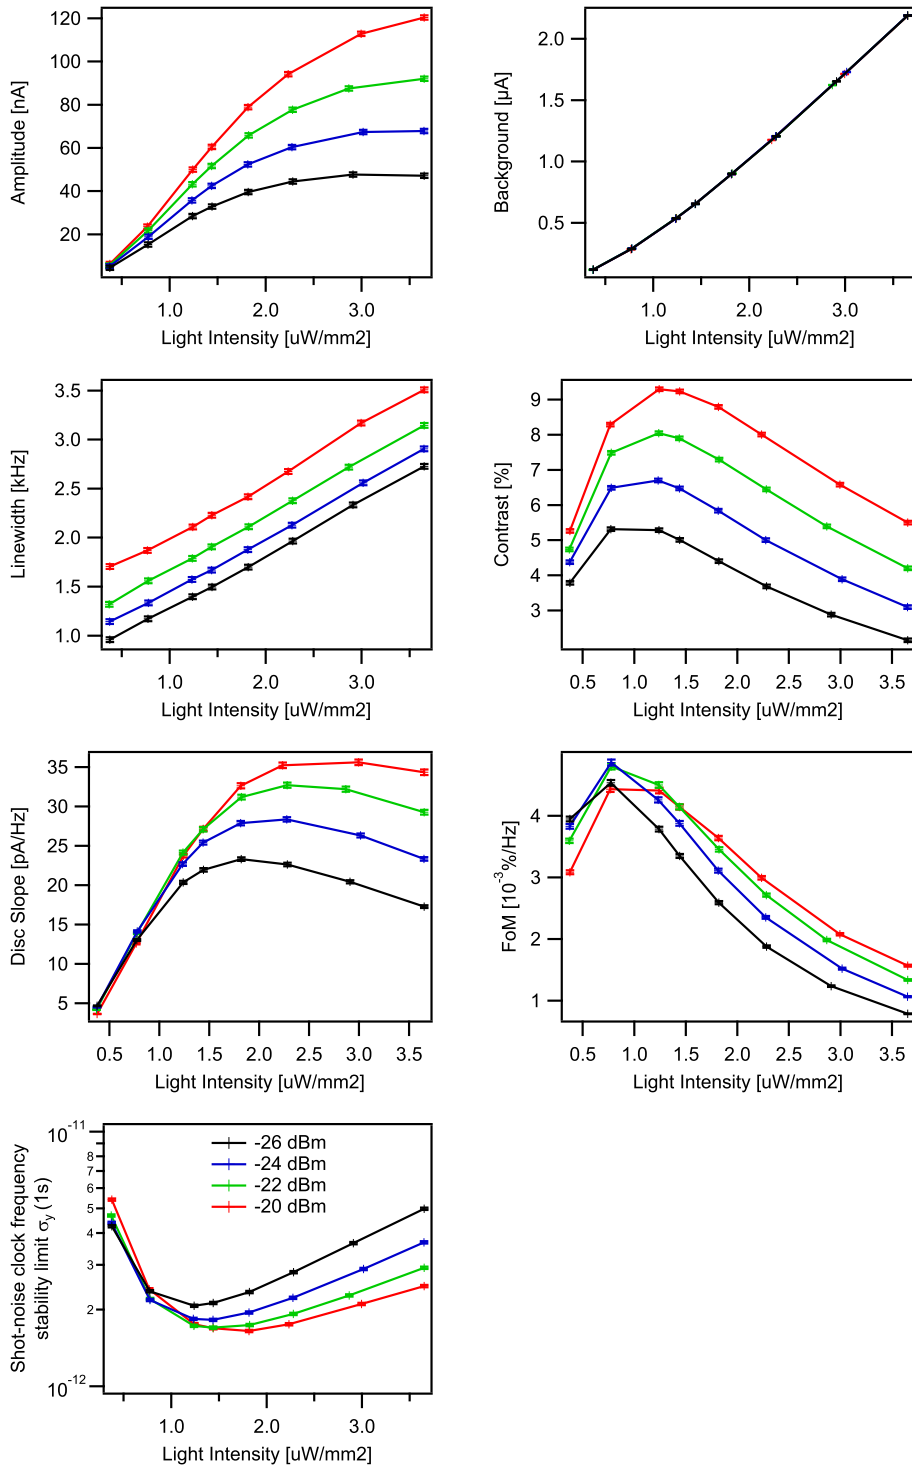 120
100
80
60
40
20
Amplitude [nA]
1.0 2.0 3.0
Light Intensity [uW/mm2]
2.0
1.5
1.0
0.5
Background [µA]
1.0 2.0 3.0
Light Intensity [uW/mm2]
3.5
3.0
2.5
2.0
1.5
1.0
Linewidth [kHz]
1.0 2.0 3.0
Light Intensity [uW/mm2]
9
8
7
6
5
4
3
Contrast [%]
0.5 1.0 1.5 2.0 2.5 3.0 3.5
Light Intensity [uW/mm2]
35
30
25
20
15
10
5
Disc Slope [pA/Hz]
0.5 1.0 1.5 2.0 2.5 3.0 3.5
Light Intensity [uW/mm2]
4
3
2
1
FoM [10⁻³%/Hz]
0.5 1.0 1.5 2.0 2.5 3.0 3.5
Light Intensity [uW/mm2]
10⁻¹¹
8
7
6
5
4
3
2
10⁻¹²
Shot-noise clock frequency
stability limit σy (1s)
-26 dBm
-24 dBm
-22 dBm
-20 dBm
1.0 2.0 3.0
Light Intensity [uW/mm2]